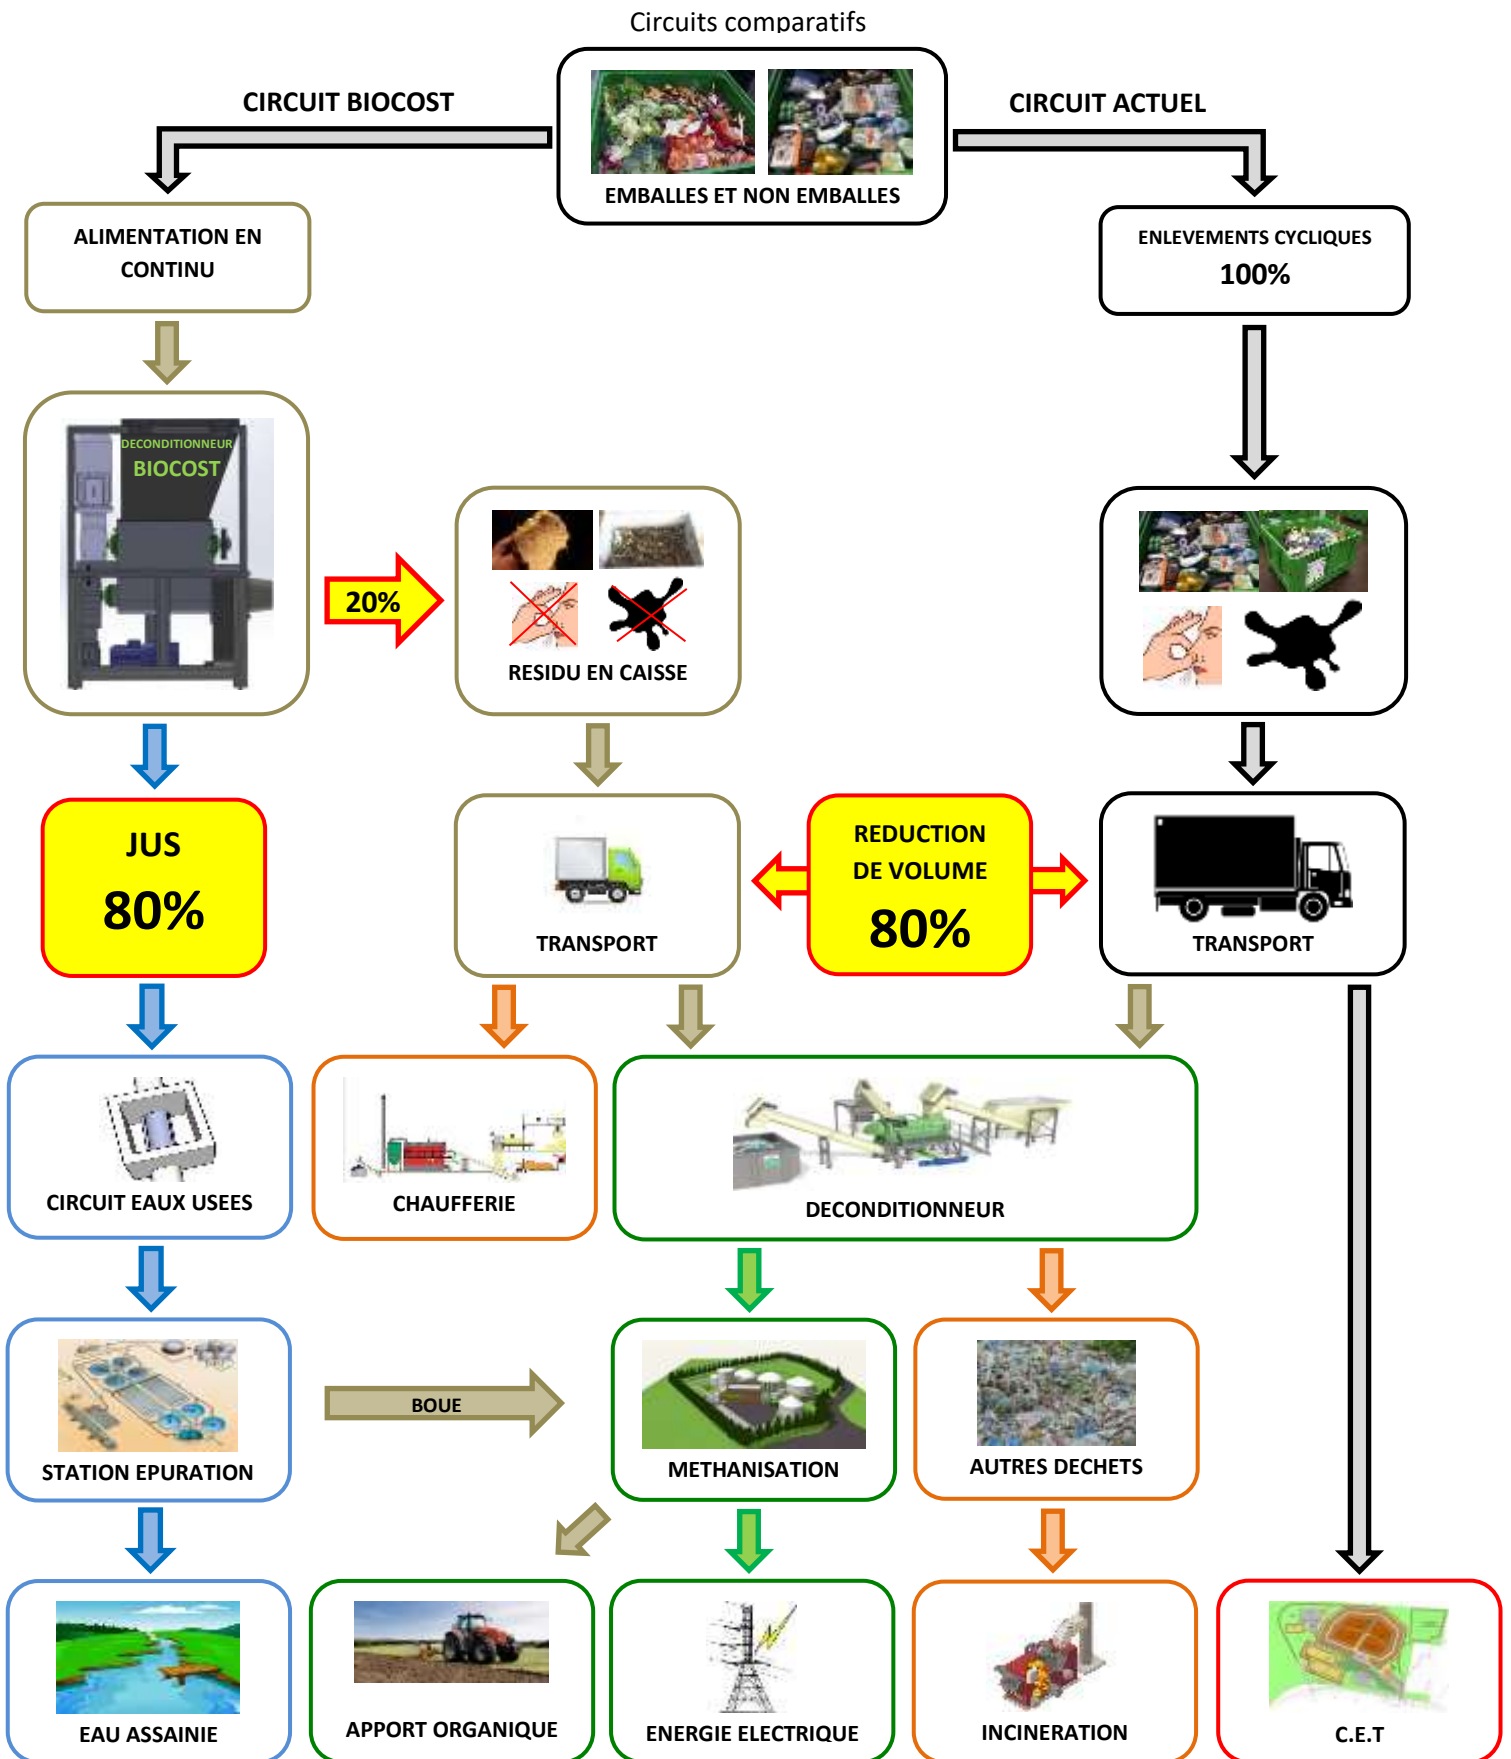 Circuits comparatifs
CIRCUIT BIOCOST
CIRCUIT ACTUEL
EMBALLES ET NON EMBALLES
ALIMENTATION EN
CONTINU
ENLEVEMENTS CYCLIQUES
100%
DECONDITIONNEUR
BIOCOST
20%
RESIDU EN CAISSE
JUS
80%
TRANSPORT
REDUCTION
DE VOLUME
80%
TRANSPORT
CIRCUIT EAUX USEES
CHAUFFERIE
DECONDITIONNEUR
STATION EPURATION
BOUE
METHANISATION
AUTRES DECHETS
EAU ASSAINIE
APPORT ORGANIQUE
ENERGIE ELECTRIQUE
INCINERATION
C.E.T